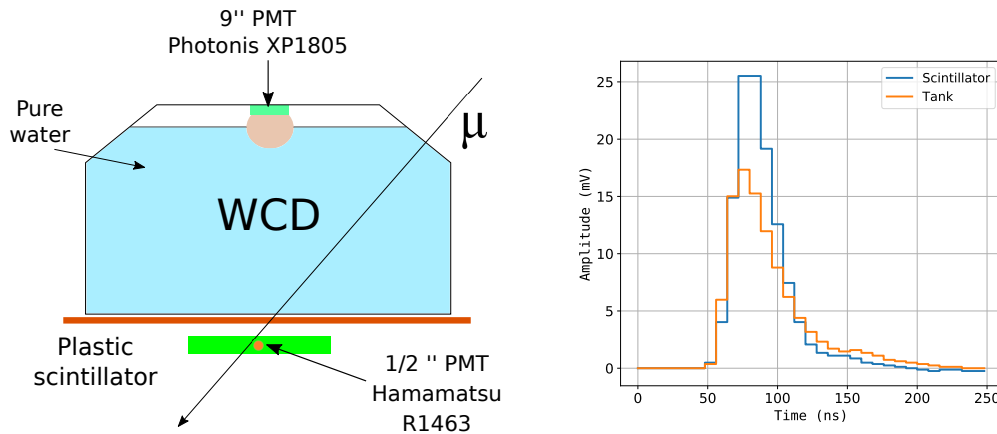 9'' PMT
Photonis XP1805
Pure
water
μ
WCD
Plastic
scintillator
1/2 '' PMT
Hamamatsu
R1463
Scintillator
Tank
Amplitude (mV)
25
20
15
10
5
0
0 50 100 150 200 250
Time (ns)